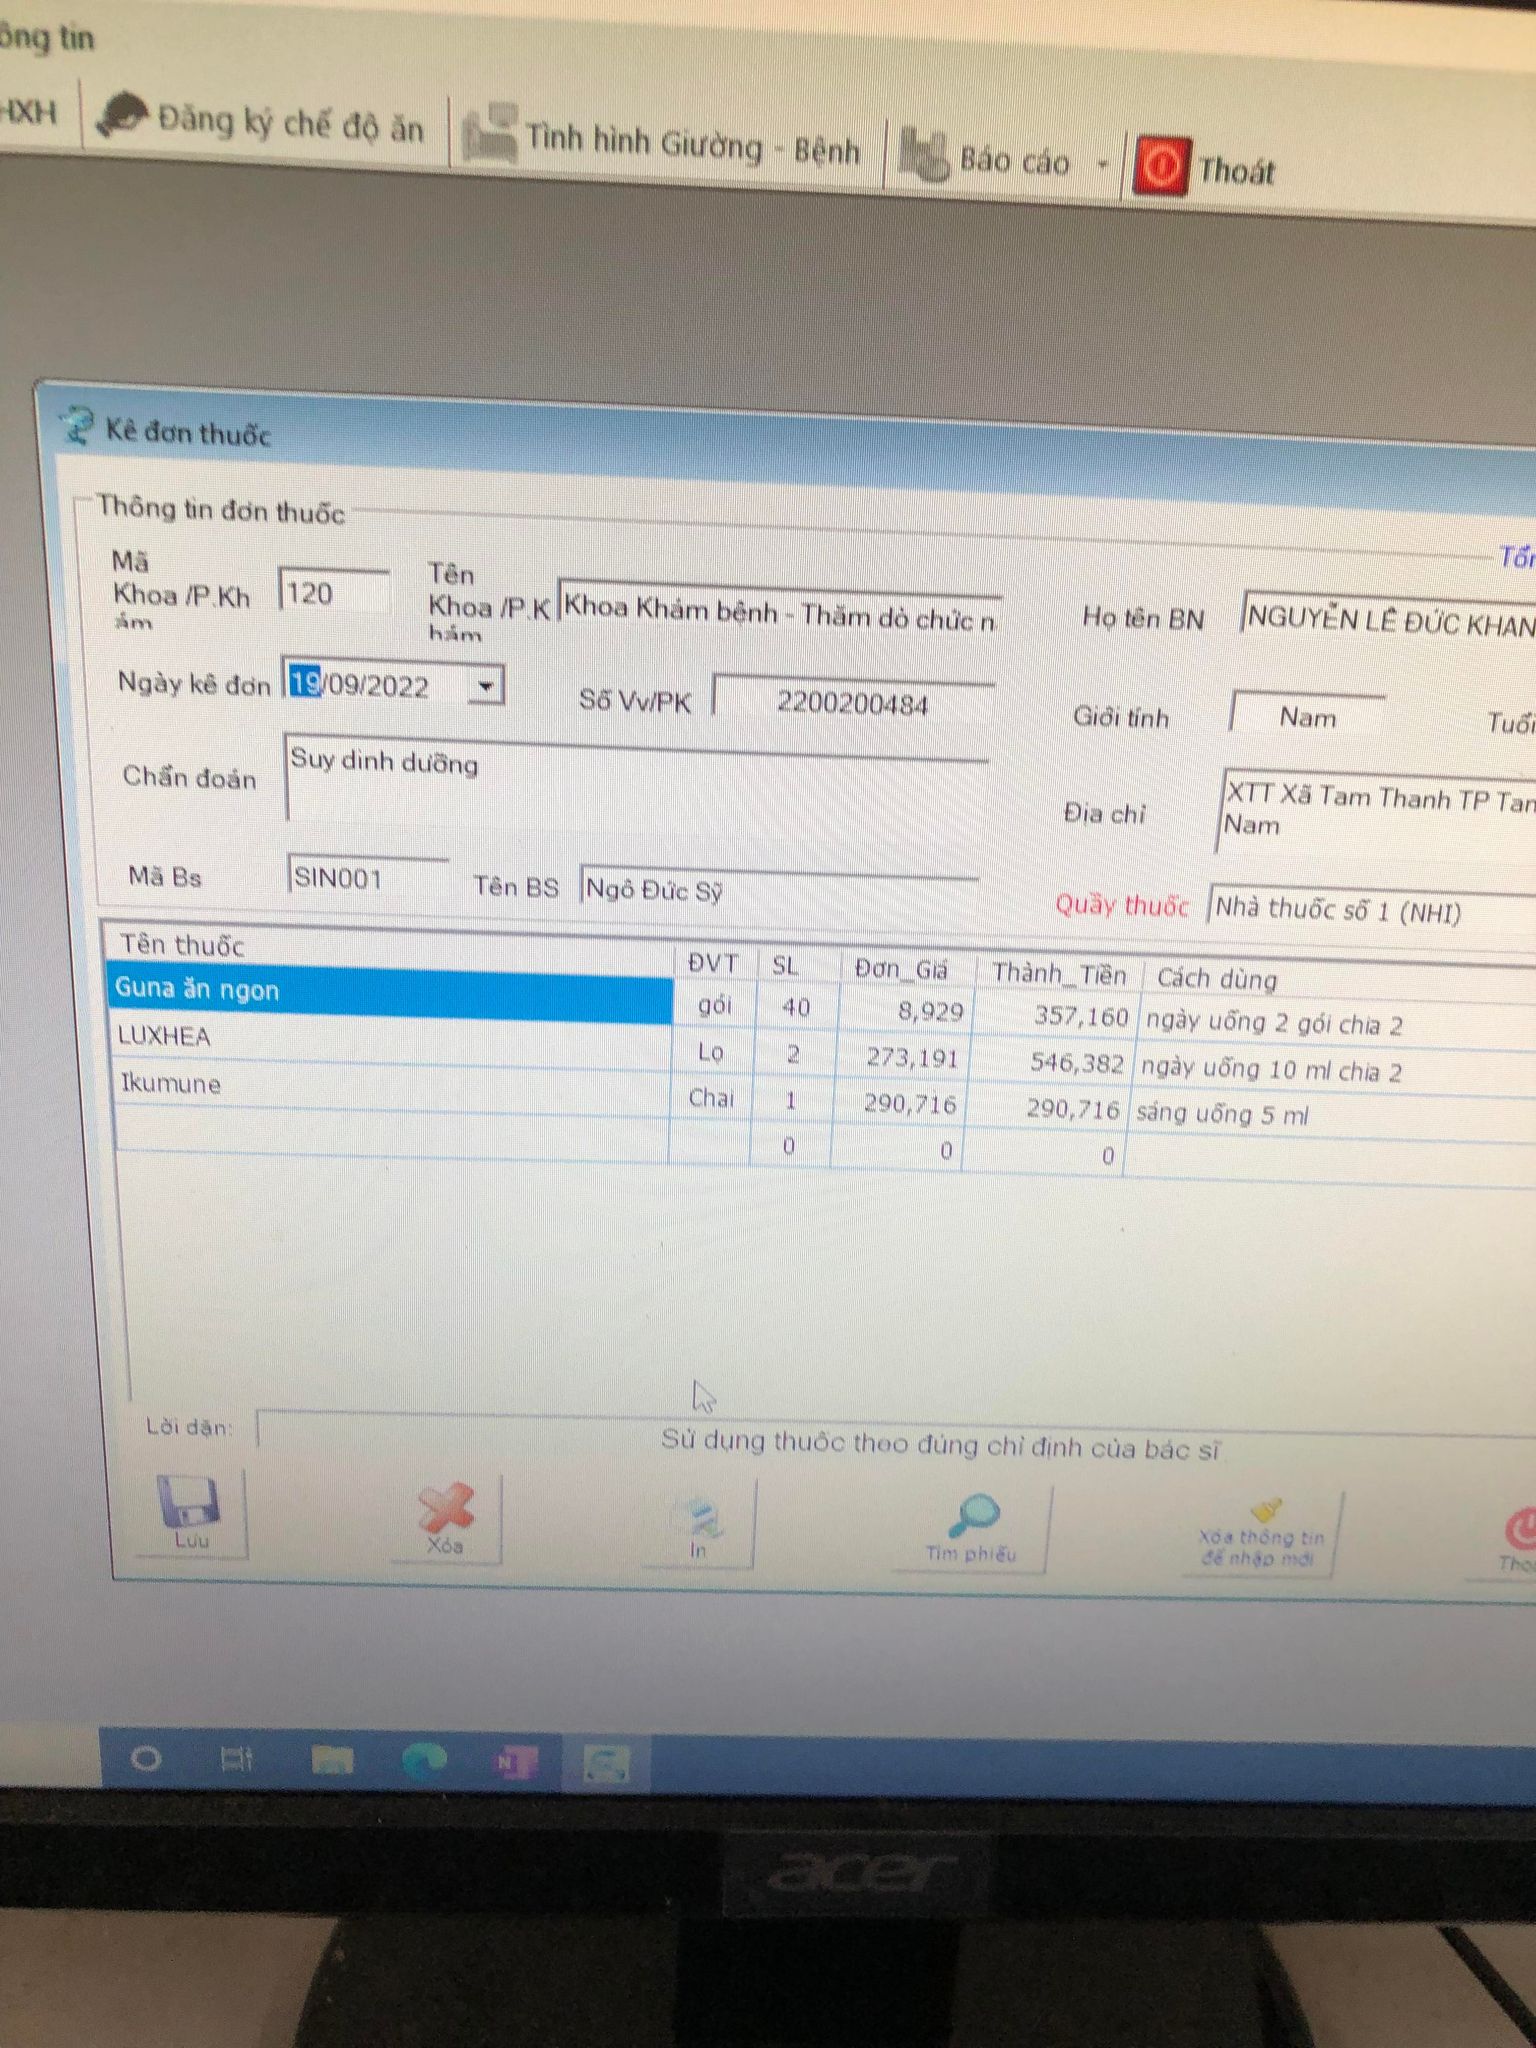 tin
HXH Đăng ký chế độ ăn Tình hình Giường - Bệnh Báo cáo Thoát
Kê đơn thuốc
Thông tin đơn thuốc
Mã Khoa /P.Khám 120 Tên Khoa /P.Khám Khoa Khám bệnh - Thăm dò chức n Họ tên BN NGUYỄN LÊ ĐỨC KHAN
Ngày kê đơn 19/09/2022 Số Vv/PK 2200200484 Giới tính Nam Tuổi
Chẩn đoán Suy dinh dưỡng Địa chỉ XTT Xã Tam Thanh TP Tam
Nam
Mã Bs SIN001 Tên BS Ngô Đức Sỹ Quầy thuốc Nhà thuốc số 1 (NHI)
Tên thuốc ĐVT SL Đơn_Giá Thành_Tiền Cách dùng
Guna ăn ngon gói 40 8,929 357,160 ngày uống 2 gói chia 2
LUXHEA Lọ 2 273,191 546,382 ngày uống 10 ml chia 2
Ikumune Chai 1 290,716 290,716 sáng uống 5 ml
0 0 0
Lời dặn: Sử dụng thuốc theo đúng chỉ định của bác sĩ
Lưu Xóa In Tìm phiếu Xóa thông tin
để nhập mới
acer